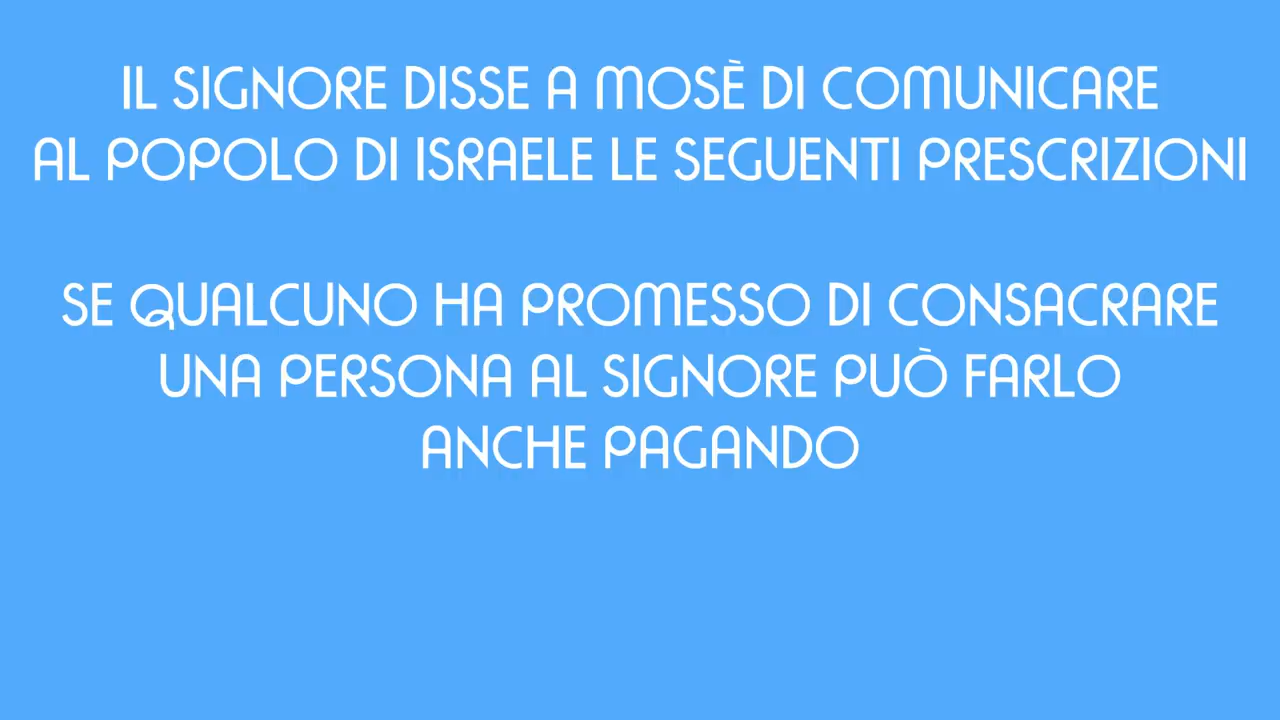 IL SIGNORE DISSE A MOSÈ DI COMUNICARE
AL POPOLO DI ISRAELE LE SEGUENTI PRESCRIZIONI
SE QUALCUNO HA PROMESSO DI CONSACRARE
UNA PERSONA AL SIGNORE PUÒ FARLO
ANCHE PAGANDO